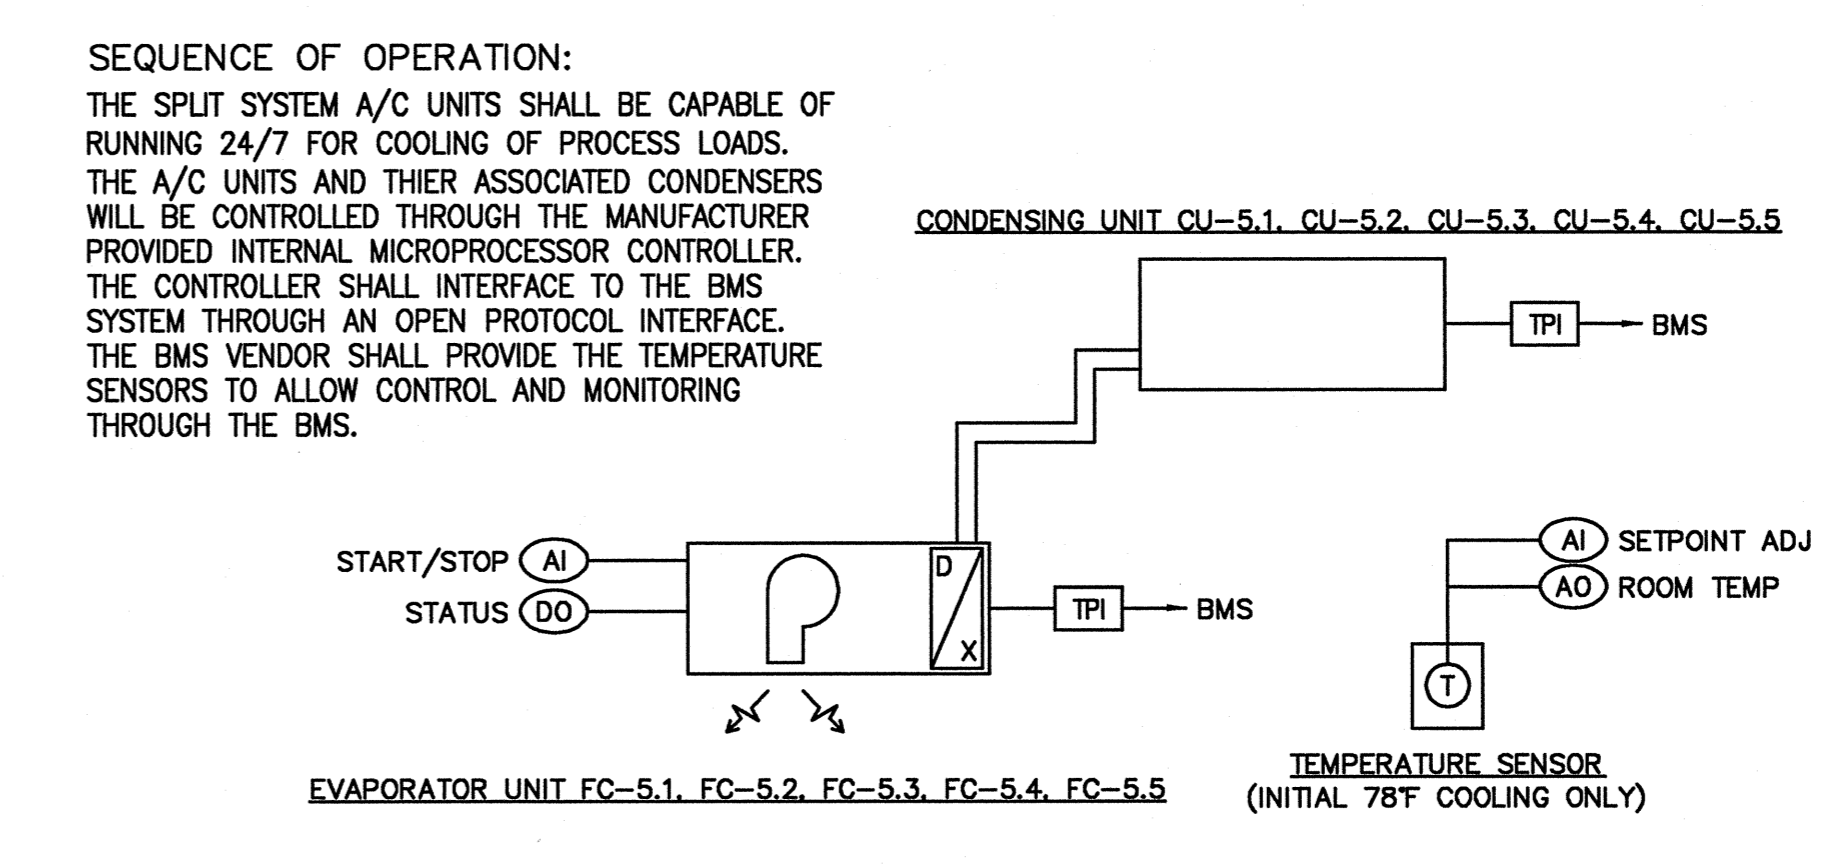 SEQUENCE OF OPERATION:
THE SPLIT SYSTEM A/C UNITS SHALL BE CAPABLE OF
RUNNING 24/7 FOR COOLING OF PROCESS LOADS.
THE A/C UNITS AND THIER ASSOCIATED CONDENSERS
WILL BE CONTROLLED THROUGH THE MANUFACTURER
PROVIDED INTERNAL MICROPROCESSOR CONTROLLER.
THE CONTROLLER SHALL INTERFACE TO THE BMS
SYSTEM THROUGH AN OPEN PROTOCOL INTERFACE.
THE BMS VENDOR SHALL PROVIDE THE TEMPERATURE
SENSORS TO ALLOW CONTROL AND MONITORING
THROUGH THE BMS.
CONDENSING UNIT CU-5.1, CU-5.2, CU-5.3, CU-5.4, CU-5.5
TPI BMS
START/STOP AI
STATUS DO
D
X
TPI BMS
EVAPORATOR UNIT FC-5.1, FC-5.2, FC-5.3, FC-5.4, FC-5.5
AI SETPOINT ADJ
AO ROOM TEMP
T
TEMPERATURE SENSOR
(INITIAL 78°F COOLING ONLY)